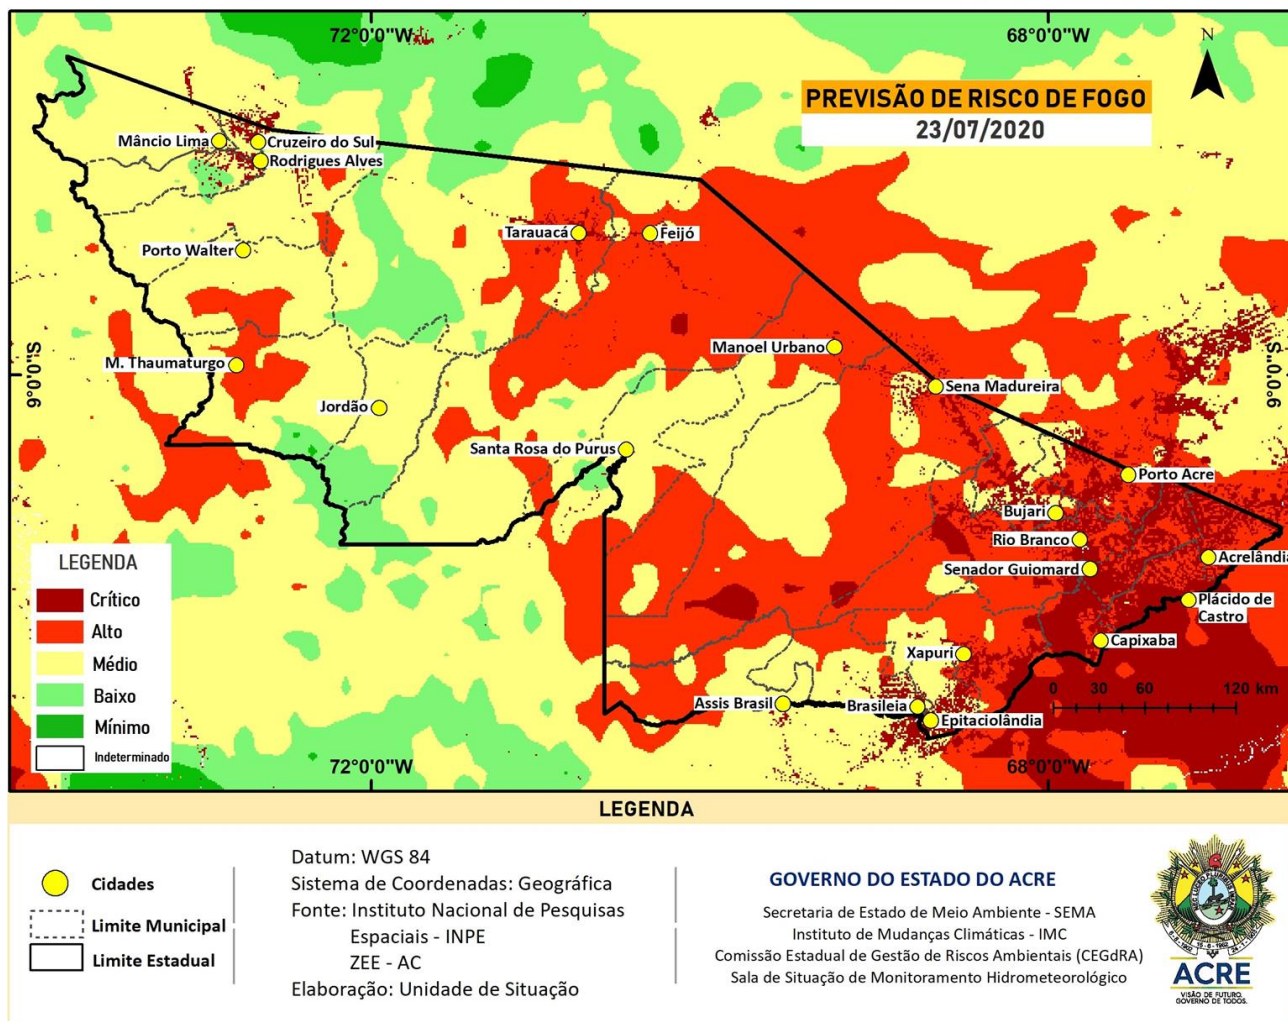 72°0'0"W
68°0'0"W
N
PREVISÃO DE RISCO DE FOGO
23/07/2020
Mâncio Lima
Cruzeiro do Sul
Rodrigues Alves
Tarauacá
Feijó
Porto Walter
Manoel Urbano
M. Thaumaturgo
9°0'0"S
9°0'0"S
Sena Madureira
Jordão
Santa Rosa do Purus
Porto Acre
Bujari
Rio Branco
Acrelândia
Senador Guiomard
Plácido de
Castro
Capixaba
Xapuri
Assis Brasil
Brasileia
Epitaciolândia
0 30 60 120 km
72°0'0"W
68°0'0"W
LEGENDA
Crítico
Alto
Médio
Baixo
Mínimo
Indeterminado
LEGENDA
Cidades
Limite Municipal
Limite Estadual
Datum: WGS 84
Sistema de Coordenadas: Geográfica
Fonte: Instituto Nacional de Pesquisas
Espaciais - INPE
ZEE - AC
Elaboração: Unidade de Situação
GOVERNO DO ESTADO DO ACRE
Secretaria de Estado de Meio Ambiente - SEMA
Instituto de Mudanças Climáticas - IMC
Comissão Estadual de Gestão de Riscos Ambientais (CEGdRA)
Sala de Situação de Monitoramento Hidrometeorológico
ACRE
VISÃO DE FUTURO.
GOVERNO DE TODOS.